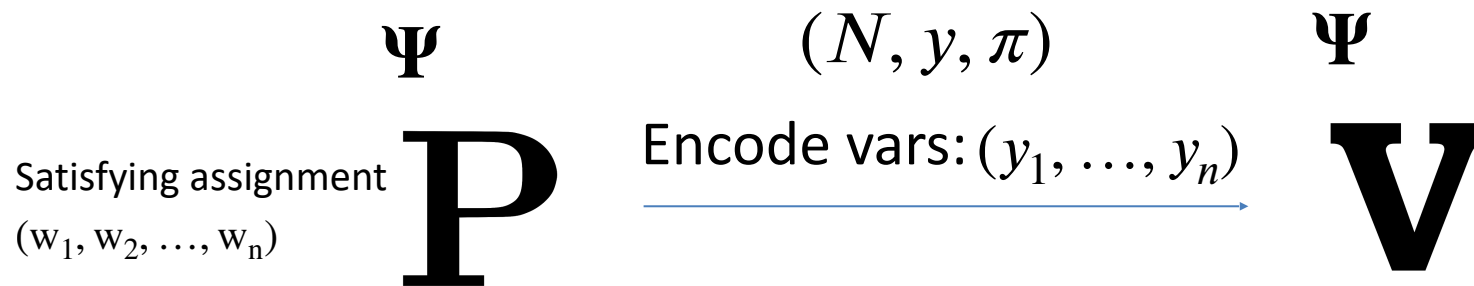 Ψ
(N, y, π)
Ψ
Satisfying assignment
(w₁, w₂, …, wₙ)
P
Encode vars: (y₁, …, yₙ)
V